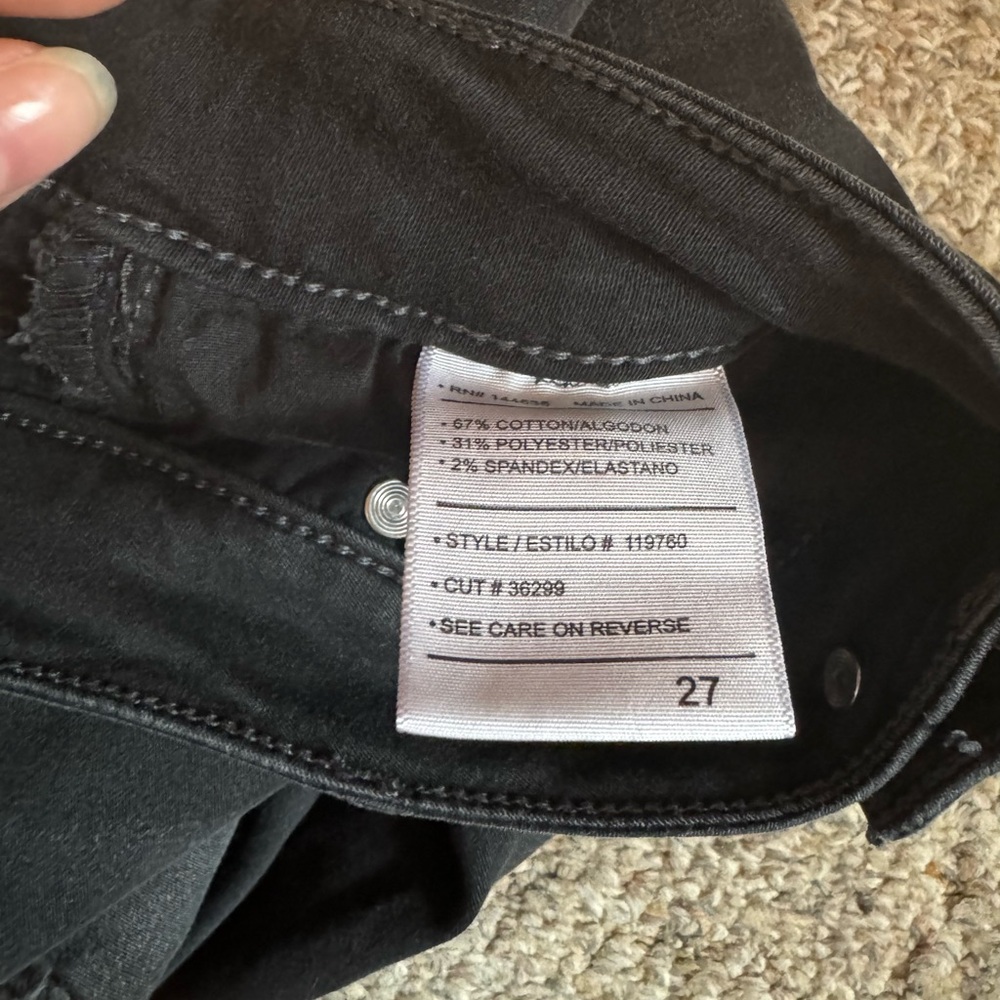 • RN# MADE IN CHINA
• 67% COTTON/ALGODON
• 31% POLYESTER/POLIESTER
• 2% SPANDEX/ELASTANO
• STYLE / ESTILO # 119760
• CUT # 36299
• SEE CARE ON REVERSE
27